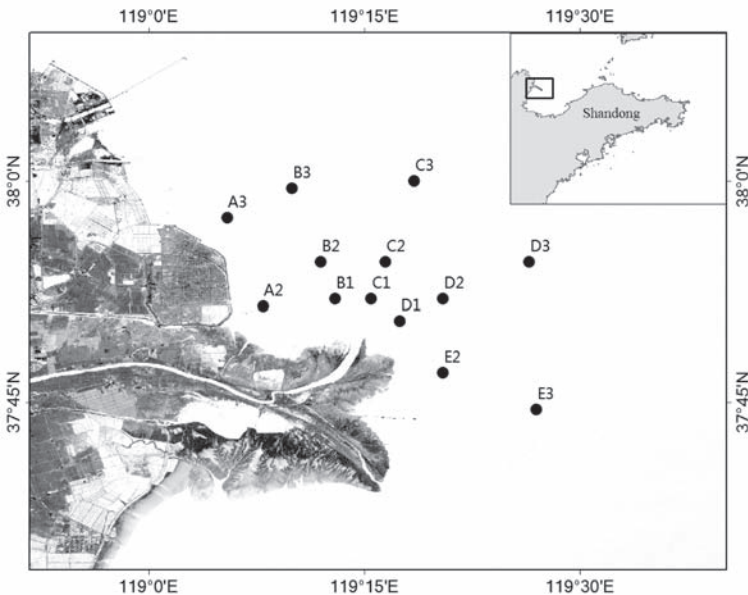 119°0'E 119°15'E 119°30'E
Shandong
38°0'N 38°0'N
B3 C3
A3
B2 C2 D3
A2 B1 C1 D2
D1
E2
37°45'N 37°45'N
E3
119°0'E 119°15'E 119°30'E